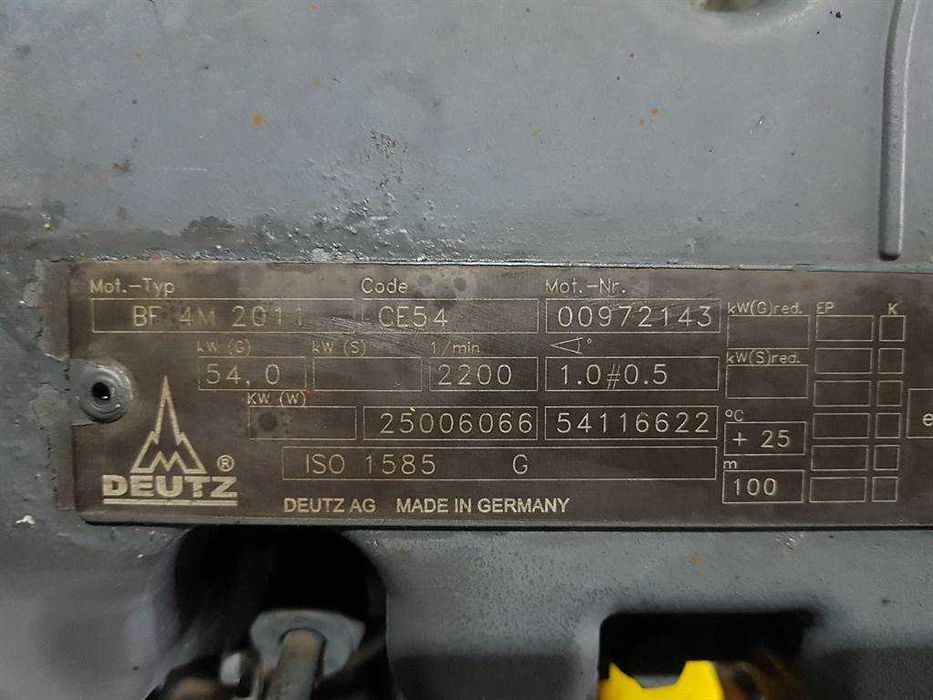 Mot.-Typ Code Mot.-Nr.
BF 4M 2011 CE54 00972143 kW(G)red. EP K
kW (G) kW (S) 1/min °
54,0 2200 1.0#0.5 kW(S)red.
KW (W)
25006066 54116622 °C + 25
ISO 1585 G m
100
DEUTZ ®
DEUTZ AG MADE IN GERMANY
e